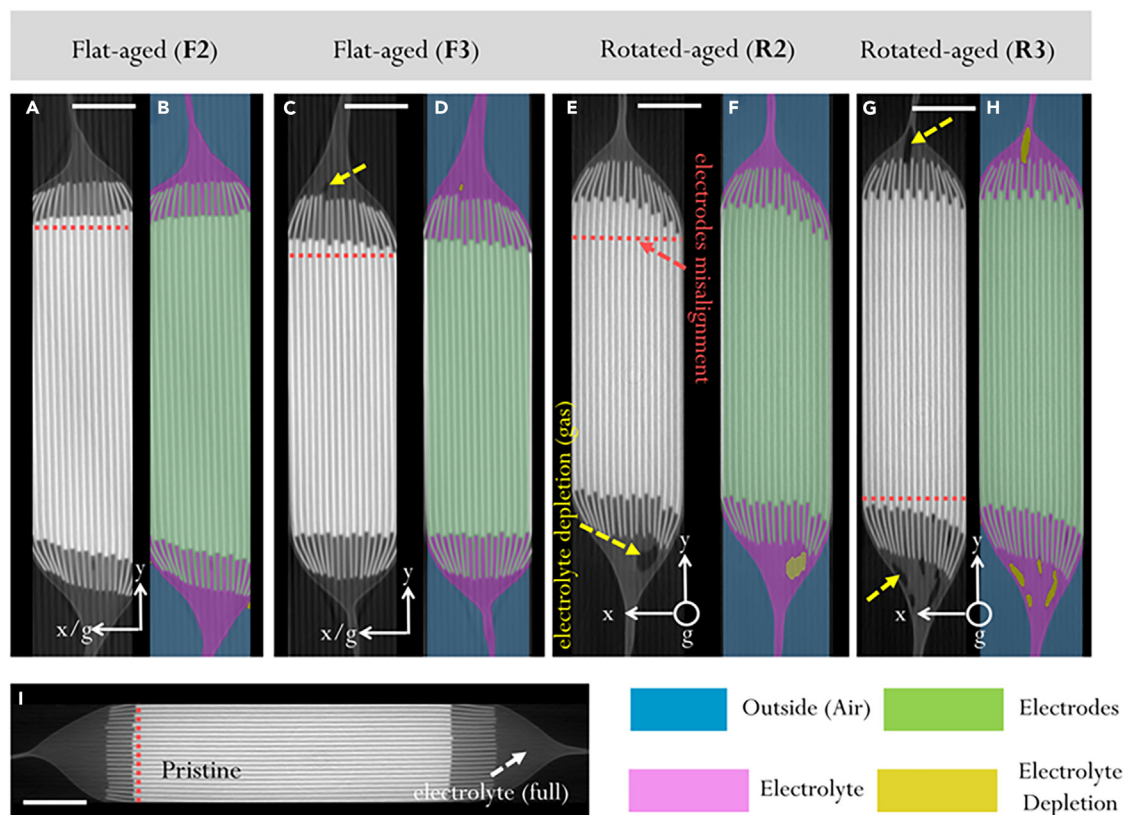 Flat-aged (F2)
Flat-aged (F3)
Rotated-aged (R2)
Rotated-aged (R3)
A
B
C
D
E
F
G
H
electrodes misalignment
electrolyte depletion (gas)
y
x/g
y
x/g
y
x
g
y
x
g
I
Pristine
electrolyte (full)
Outside (Air)
Electrodes
Electrolyte
Electrolyte
Depletion